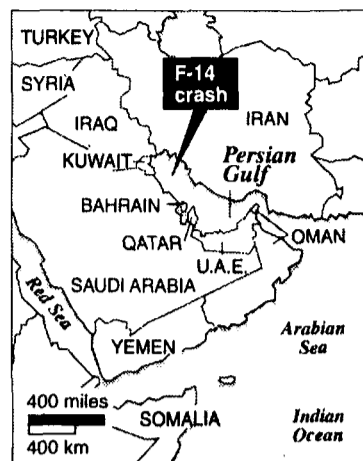 TURKEY
SYRIA
F-14
crash
IRAQ
IRAN
KUWAIT
Persian
Gulf
BAHRAIN
QATAR
OMAN
U.A.E.
SAUDI ARABIA
Red Sea
YEMEN
Arabian
Sea
400 miles
400 km
SOMALIA
Indian
Ocean